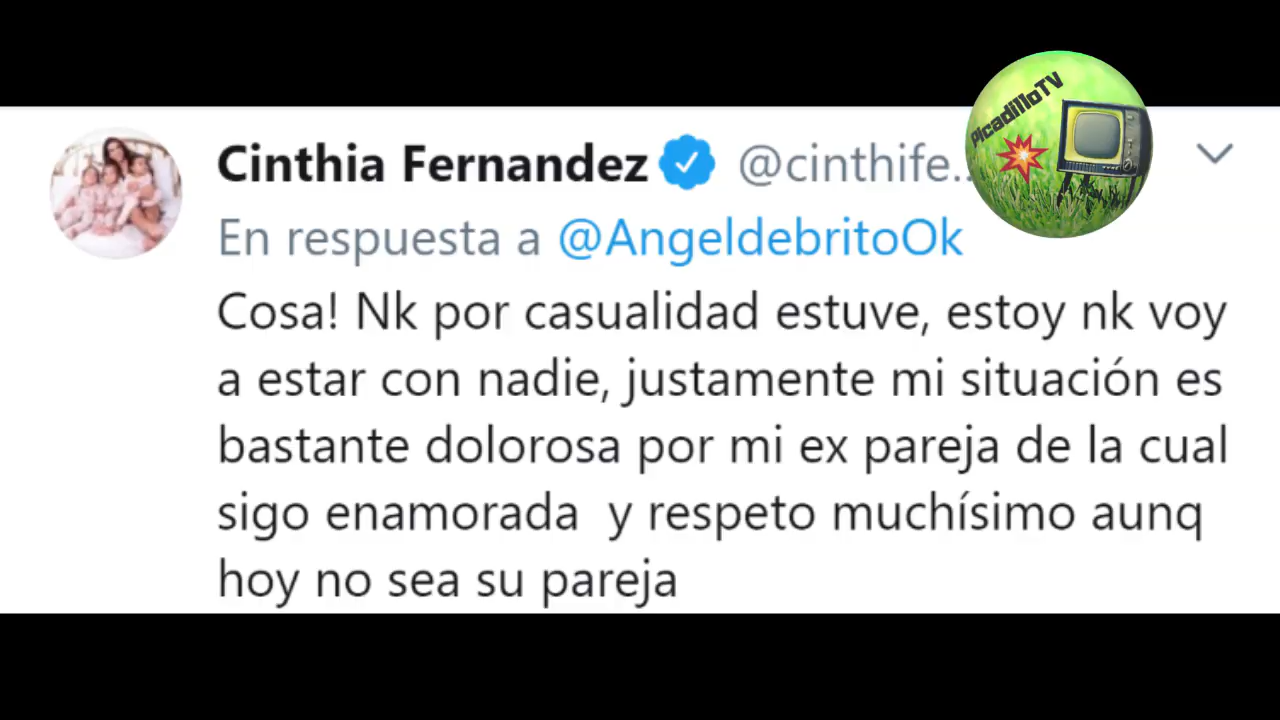 Cinthia Fernandez @cinthife..
PicadilloTV
En respuesta a @AngeldebritoOk
Cosa! Nk por casualidad estuve, estoy nk voy
a estar con nadie, justamente mi situación es
bastante dolorosa por mi ex pareja de la cual
sigo enamorada  y respeto muchísimo aunq
hoy no sea su pareja